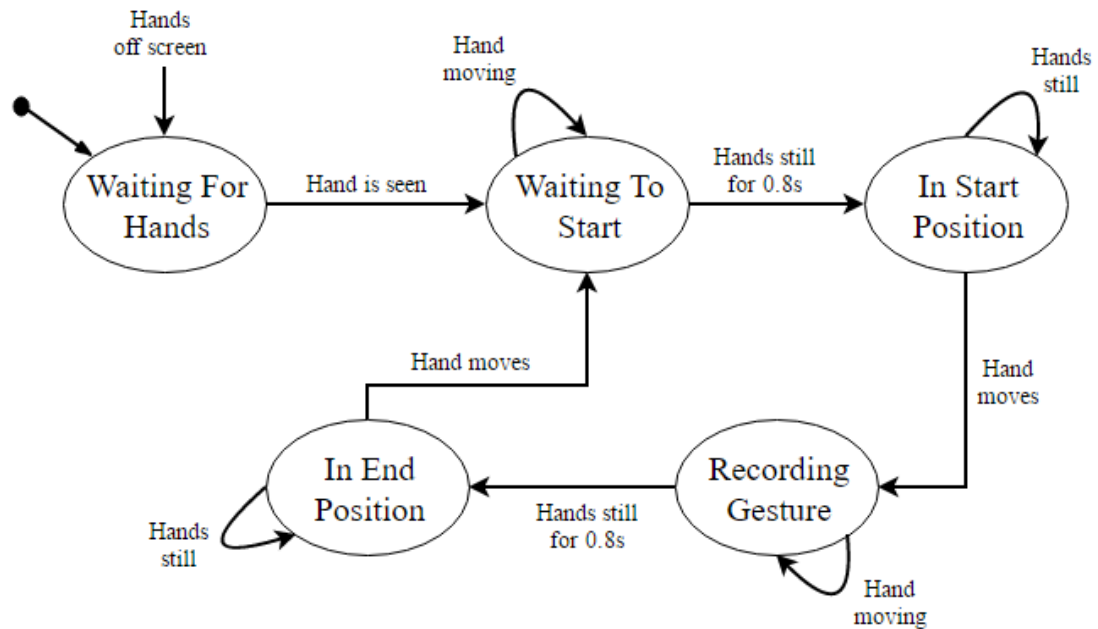 Hands
off screen
Hand
moving
Hands
still
Waiting For
Hands
Hand is seen
Waiting To
Start
Hands still
for 0.8s
In Start
Position
Hand moves
Hand
moves
In End
Position
Recording
Gesture
Hands still
for 0.8s
Hands
still
Hand
moving